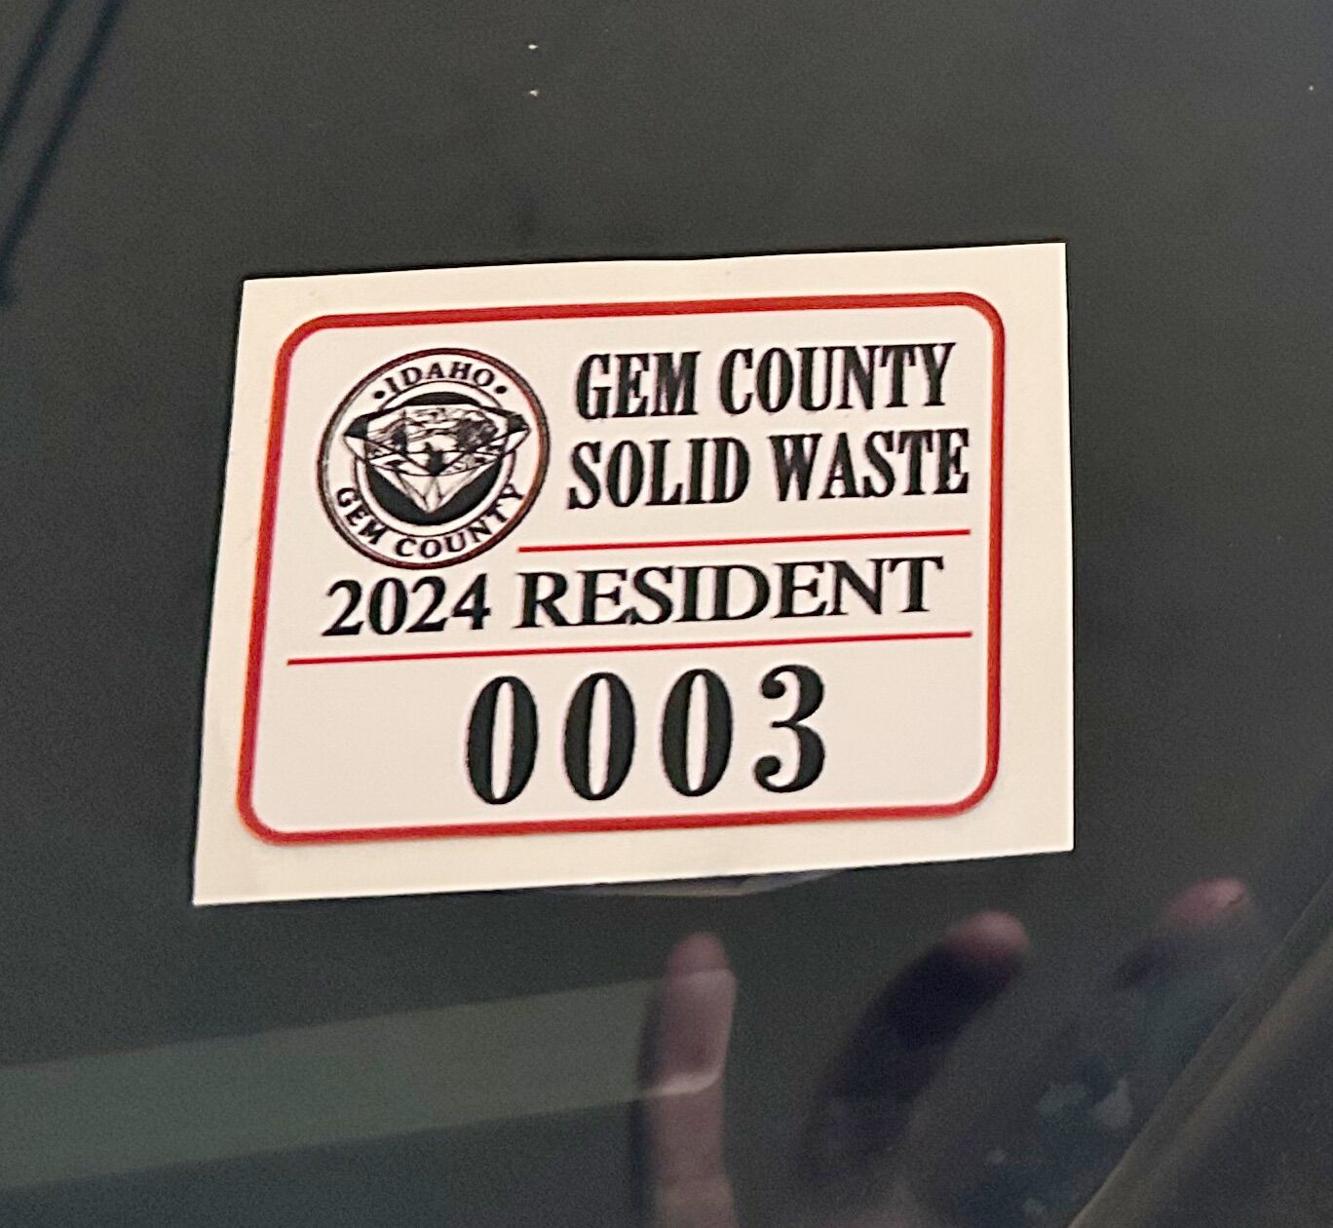 •IDAHO•
GEM COUNTY
GEM COUNTY
SOLID WASTE
2024 RESIDENT
0003